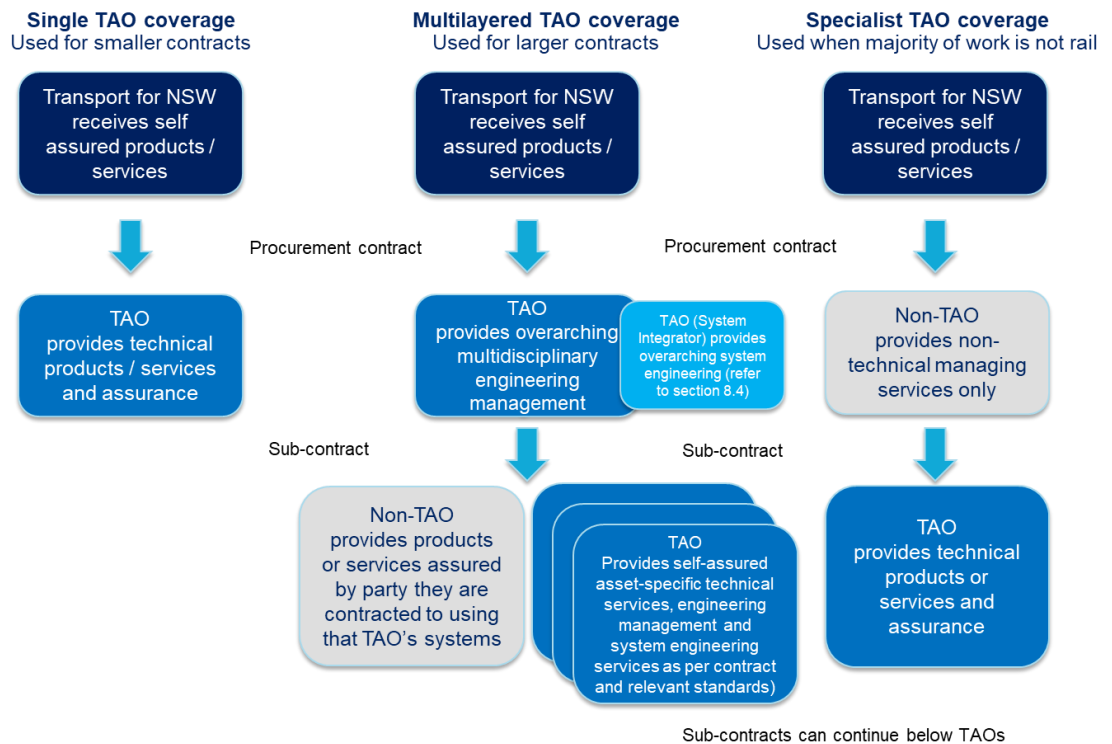 Single TAO coverage
Used for smaller contracts
Multilayered TAO coverage
Used for larger contracts
Specialist TAO coverage
Used when majority of work is not rail
Transport for NSW
receives self
assured products /
services
Transport for NSW
receives self
assured products /
services
Transport for NSW
receives self
assured products /
services
Procurement contract
Procurement contract
TAO
provides technical
products / services
and assurance
TAO
provides overarching
multidisciplinary
engineering
management
TAO (System
Integrator) provides
overarching system
engineering (refer
to section 8.4)
Non-TAO
provides non-
technical managing
services only
Sub-contract
Sub-contract
Non-TAO
provides products
or services assured
by party they are
contracted to using
that TAO's systems
TAO
Provides self-assured
asset-specific technical
services, engineering
management and
system engineering
services as per contract
and relevant standards)
TAO
provides technical
products or
services and
assurance
Sub-contracts can continue below TAOs